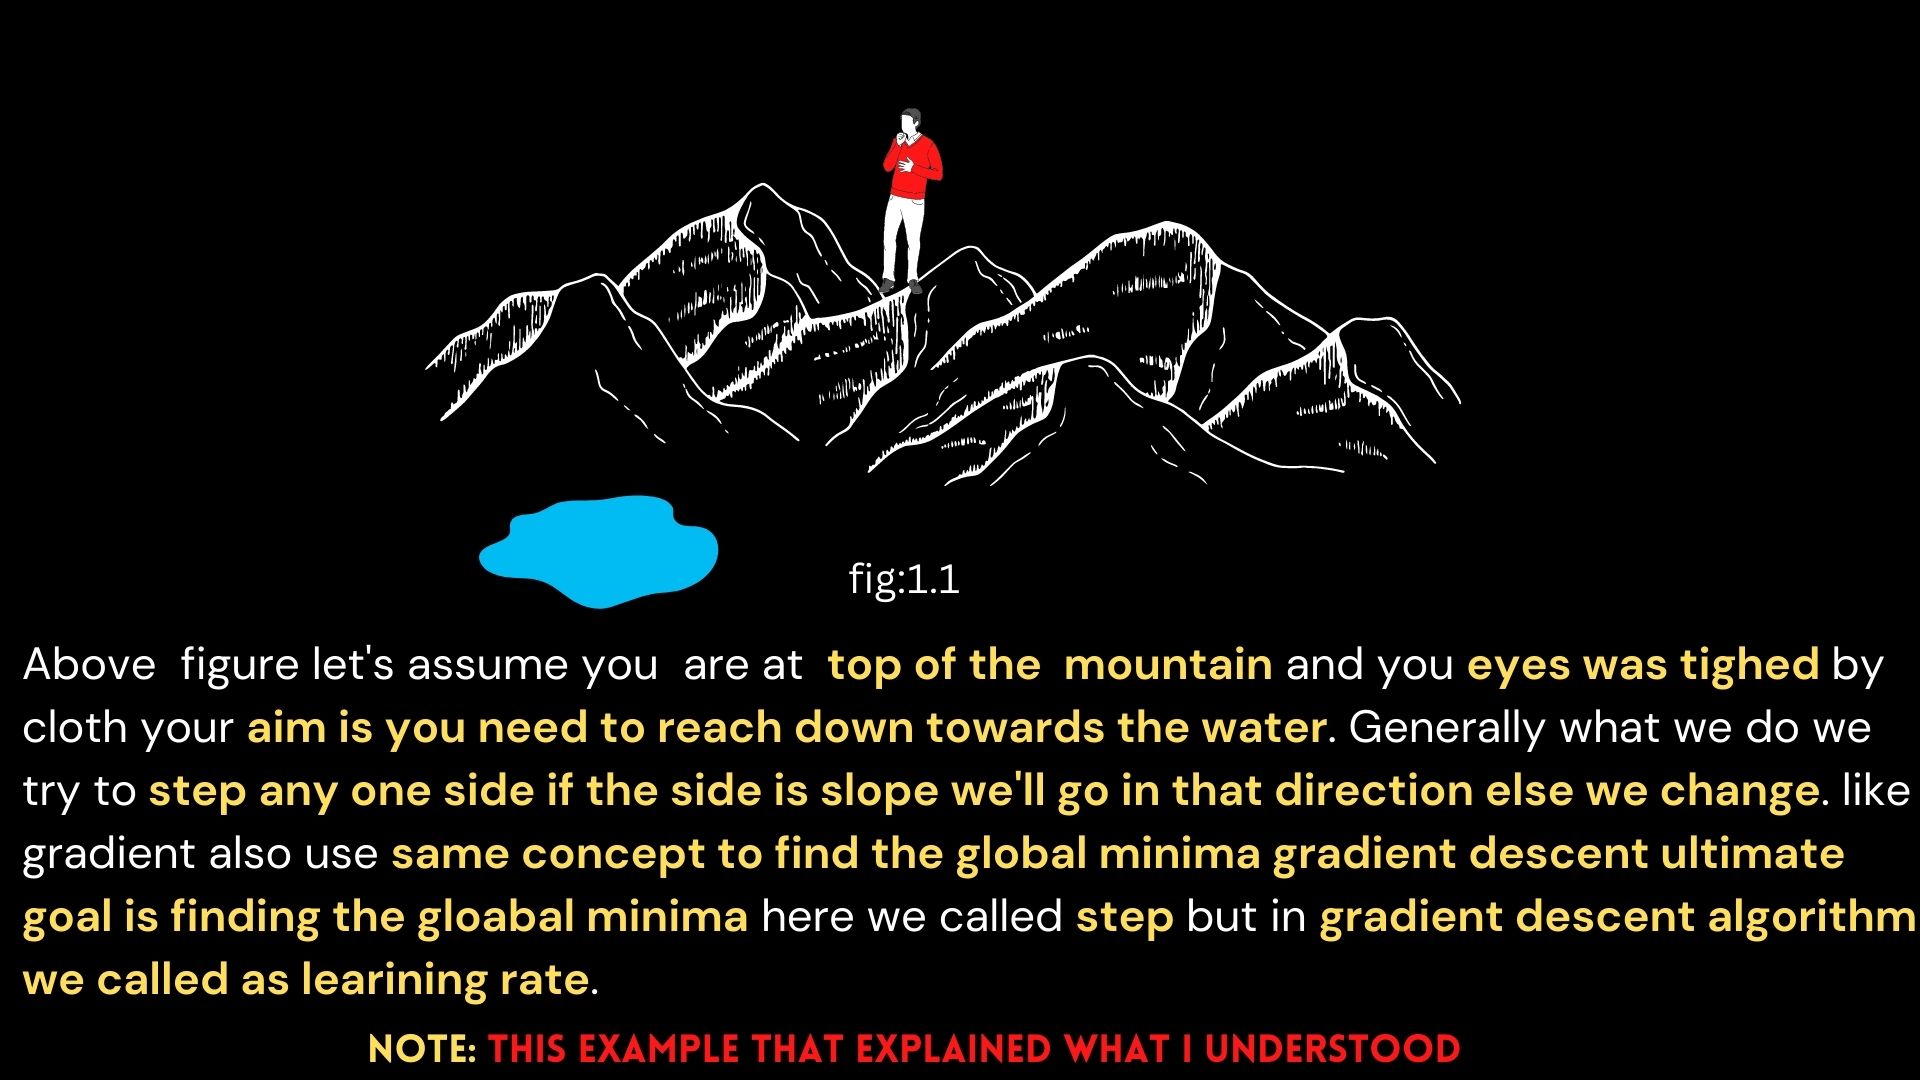 fig:1.1
Above figure let's assume you are at top of the mountain and you eyes was tighed by
cloth your aim is you need to reach down towards the water. Generally what we do we
try to step any one side if the side is slope we'll go in that direction else we change. like
gradient also use same concept to find the global minima gradient descent ultimate
goal is finding the gloabal minima here we called step but in gradient descent algorithm
we called as learining rate.
NOTE: THIS EXAMPLE THAT EXPLAINED WHAT I UNDERSTOOD